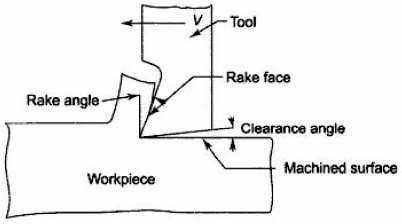 V
Tool
Rake face
Rake angle
Clearance angle
Machined surface
Workpiece